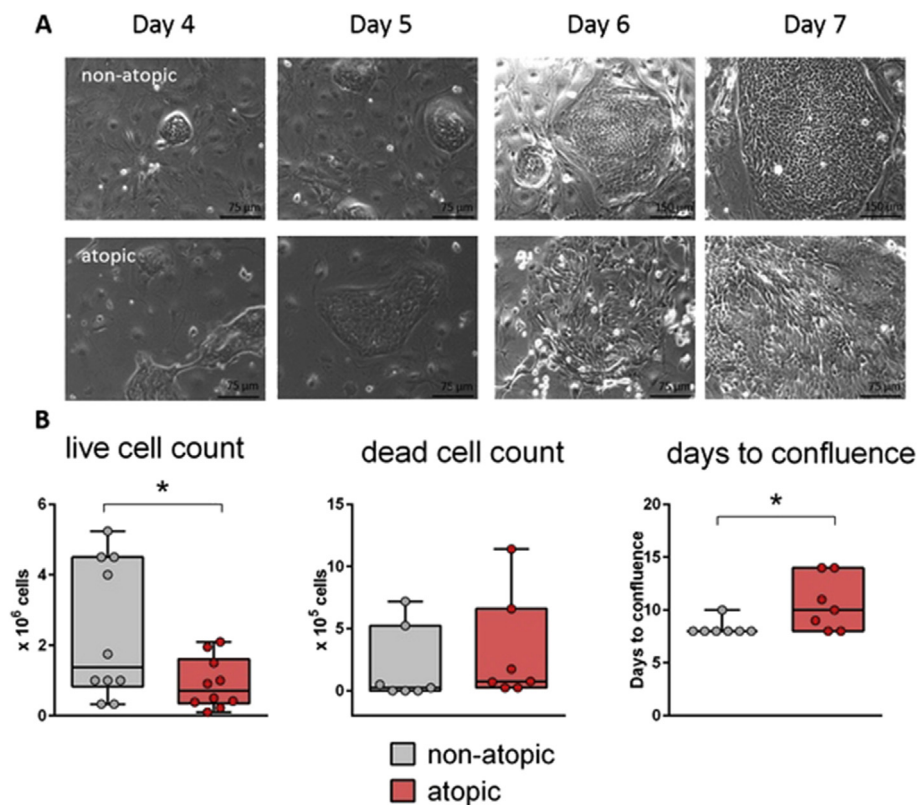 A Day 4 Day 5 Day 6 Day 7
non-atopic
75 µm 75 µm 150 µm 150 µm
atopic
75 µm 75 µm 75 µm 75 µm
B
live cell count dead cell count days to confluence
* *
6 15 20
4 10 15
2 5 10
0 0 5
0
x 10⁶ cells
x 10⁵ cells
Days to confluence
non-atopic
atopic